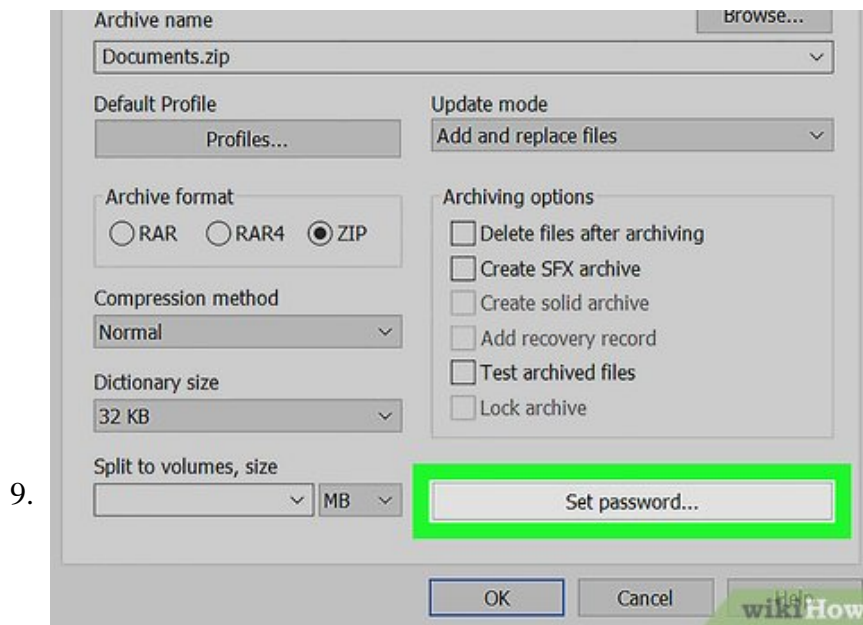 Archive name
Browse...
Documents.zip
Default Profile
Update mode
Profiles...
Add and replace files
Archive format
Archiving options
RAR RAR4 ZIP
Delete files after archiving
Create SFX archive
Compression method
Create solid archive
Normal
Add recovery record
Dictionary size
Test archived files
32 KB
Lock archive
Split to volumes, size
9.
MB
Set password...
OK Cancel Help
wikiHow